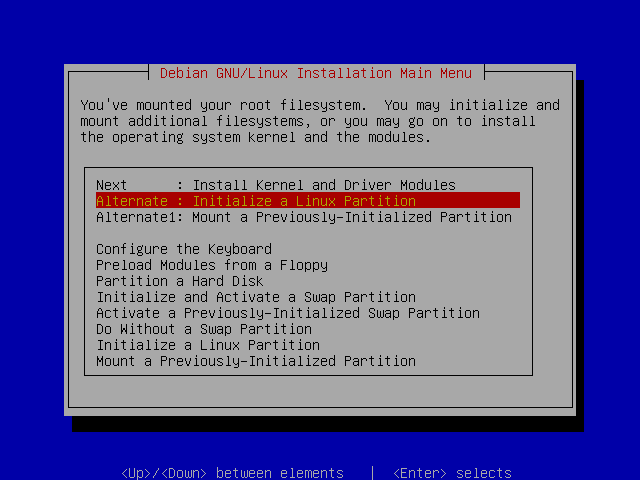 Debian GNU/Linux Installation Main Menu
You've mounted your root filesystem.  You may initialize and
mount additional filesystems, or you may go on to install
the operating system kernel and the modules.
Next      : Install Kernel and Driver Modules
Alternate : Initialize a Linux Partition
Alternate1: Mount a Previously-Initialized Partition
Configure the Keyboard
Preload Modules from a Floppy
Partition a Hard Disk
Initialize and Activate a Swap Partition
Activate a Previously-Initialized Swap Partition
Do Without a Swap Partition
Initialize a Linux Partition
Mount a Previously-Initialized Partition
<Up>/<Down> between elements   |  <Enter> selects